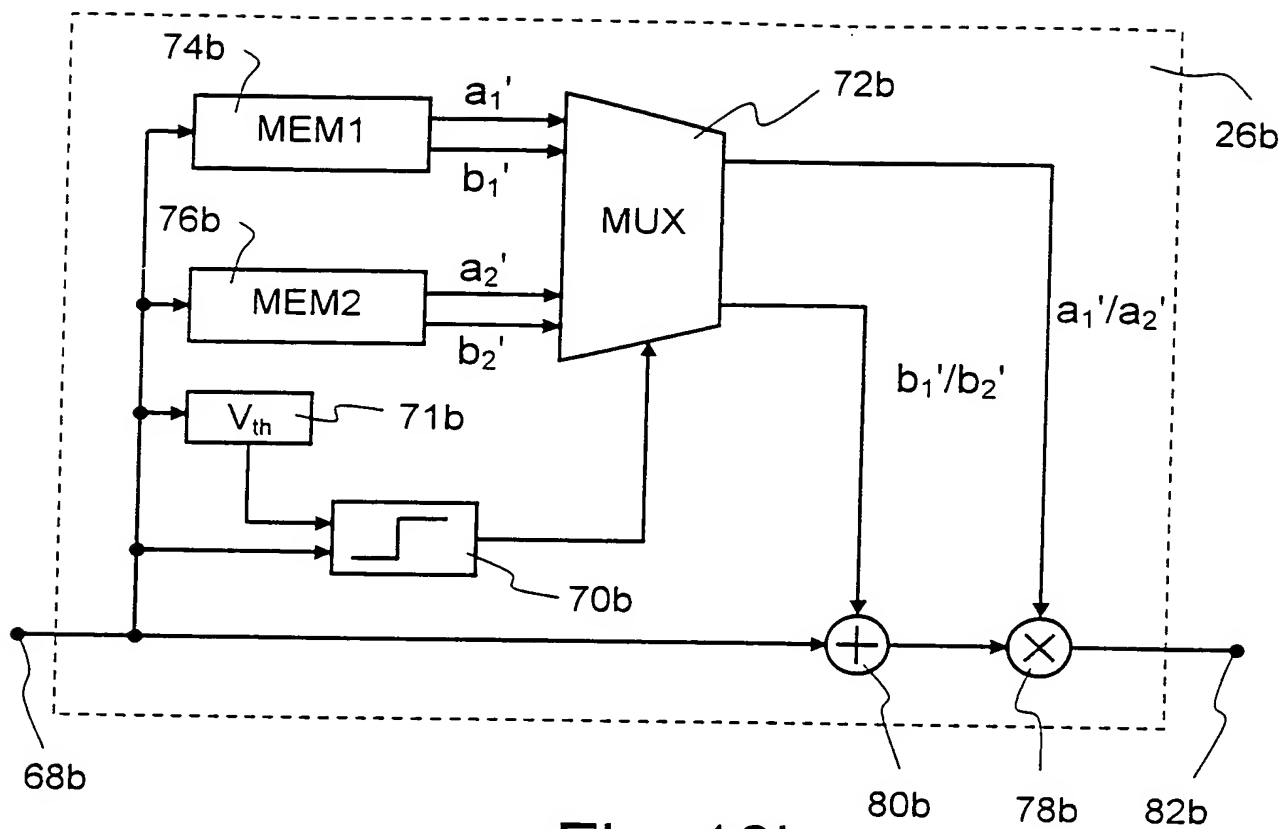 74b
a₁'
72b
MEM1
26b
b₁'
76b
MUX
a₂'
MEM2
a₁'/a₂'
b₂'
b₁'/b₂'
Vth
71b
70b
+
×
68b
80b
78b
82b